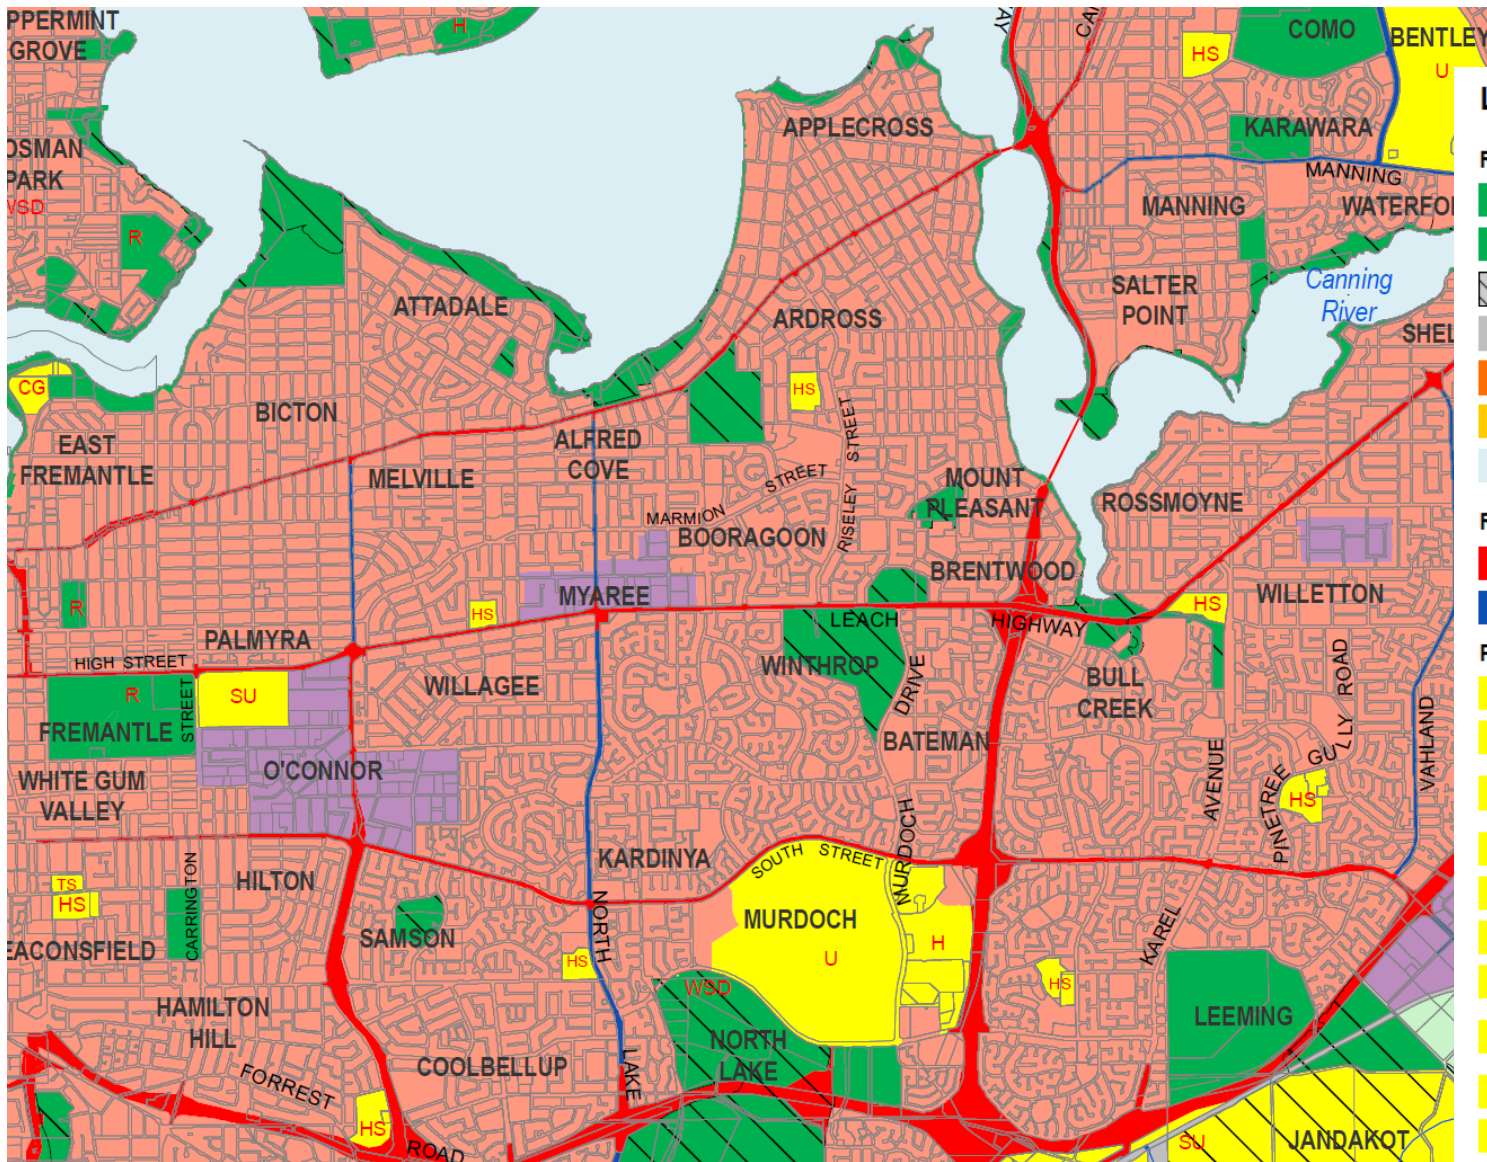 PPERMINT
GROVE
H
COMO
BENTLEY
U
HS
L
APPLECROSS
KARAWARA
OSMAN
PARK
WSD
MANNING
MANNING
WATERFO
R
Canning
River
ATTADALE
SALTER
POINT
ARDROSS
SHEL
CG
HS
BICTON
EAST
FREMANTLE
ALFRED
COVE
MELVILLE
MOUNT
PLEASANT
ROSSMOYNE
MARMION STREET
RISELEY STREET
BOORAGOON
BRENTWOOD
MYAREE
WILLETTON
HS
HS
R
LEACH HIGHWAY
PALMYRA
HIGH STREET
WINTHROP
WILLAGEE
BULL
CREEK
R
SU
FREMANTLE
STREET
DRIVE
BATEMAN
O'CONNOR
WHITE GUM
VALLEY
PINETREE GULLY ROAD
VAHLAND
AVENUE
HS
KARDINYA
SOUTH STREET
MURDOCH
HILTON
TS
HS
CARRINGTON
NORTH
MURDOCH
U
H
SAMSON
EACONSFIELD
HS
KAREL
HS
WSD
HAMILTON
HILL
LEEMING
NORTH
LAKE
COOLBELLUP
LAKE
FORREST
HS
ROAD
SU
JANDAKOT